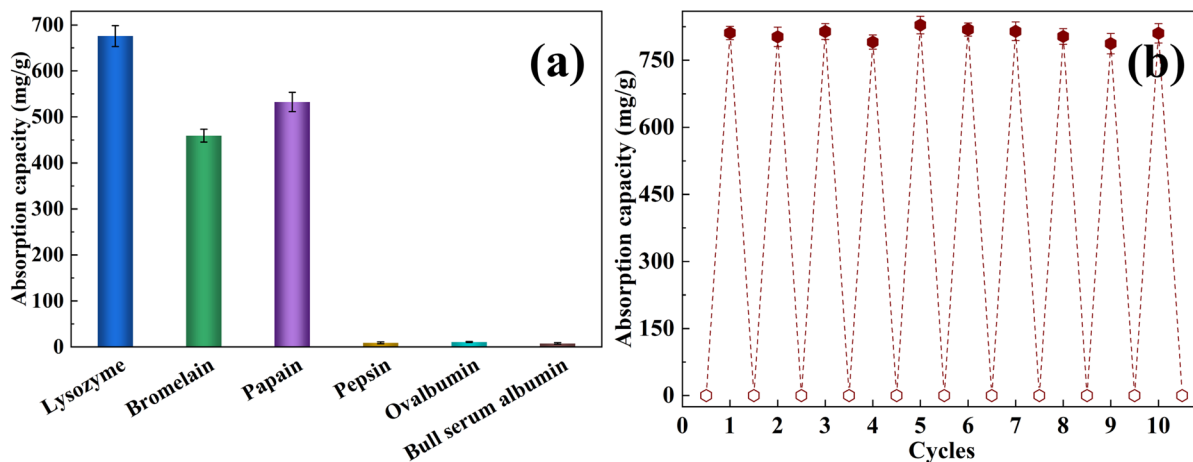 Absorption capacity (mg/g)
700
600
500
400
300
200
100
0
(a)
Lysozyme
Bromelain
Papain
Pepsin
Ovalbumin
Bull serum albumin
Absorption capacity (mg/g)
750
600
450
300
150
0
(b)
0 1 2 3 4 5 6 7 8 9 10
Cycles